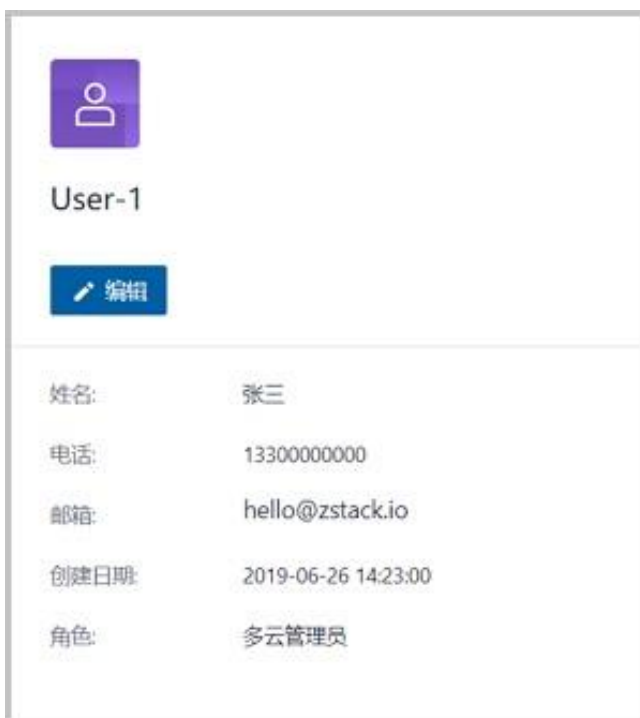 User-1
编辑
姓名: 张三
电话: 13300000000
邮箱: hello@zstack.io
创建日期: 2019-06-26 14:23:00
角色: 多云管理员